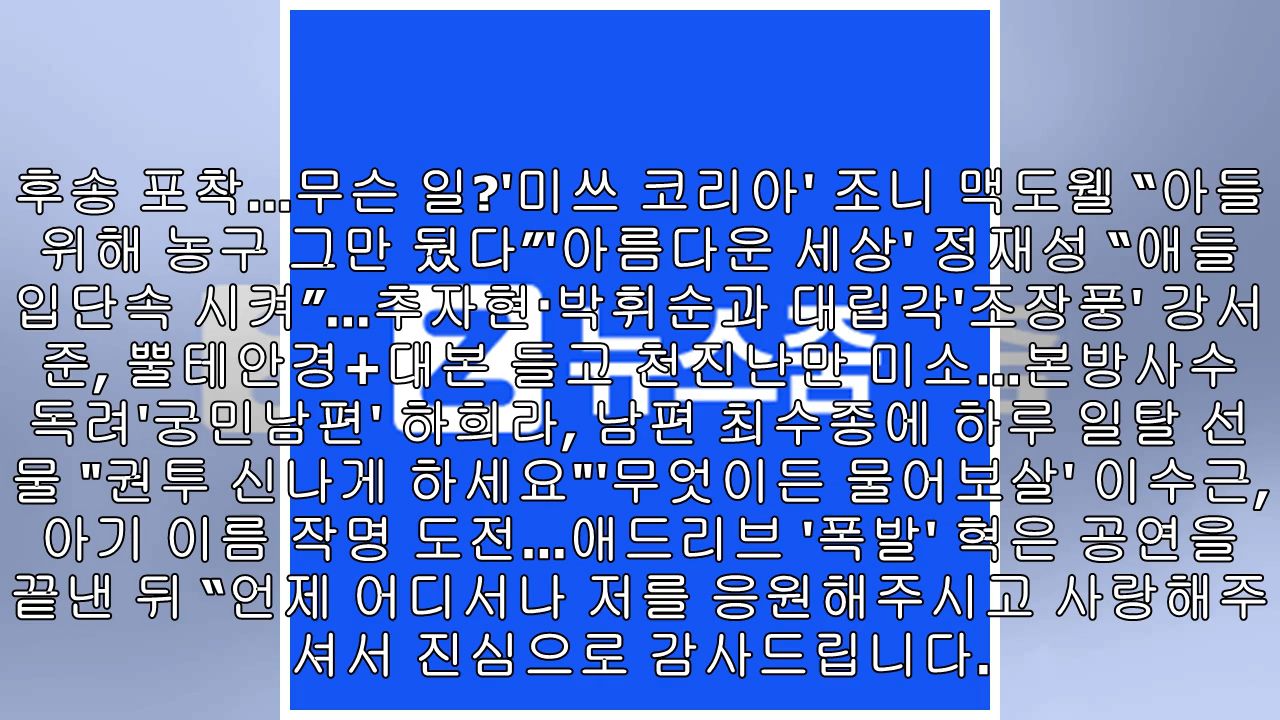 후송 포착...무슨 일?'미쓰 코리아' 조니 맥도웰 “아들
위해 농구 그만 뒀다”'아름다운 세상' 정재성 “애들
입단속 시켜”...추자현·박휘순과 대립각'조장풍' 강서
준, 뿔테안경+대본 들고 천진난만 미소...본방사수
독려'궁민남편' 하희라, 남편 최수종에 하루 일탈 선
물 "권투 신나게 하세요"'무엇이든 물어보살' 이수근,
아기 이름 작명 도전...애드리브 '폭발' 혁은 공연을
끝낸 뒤 “언제 어디서나 저를 응원해주시고 사랑해주
셔서 진심으로 감사드립니다.
뉴스줌